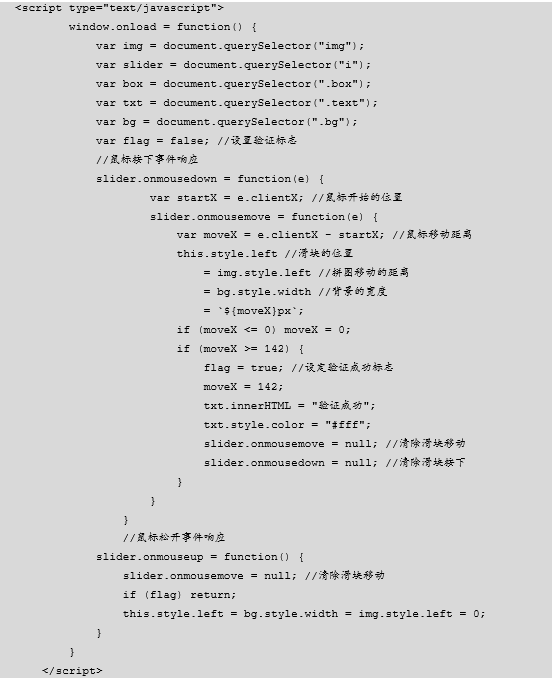 <script type="text/javascript">
window.onload = function() {
var img = document.querySelector("img");
var slider = document.querySelector("i");
var box = document.querySelector(".box");
var txt = document.querySelector(".text");
var bg = document.querySelector(".bg");
var flag = false; //设置验证标志
//鼠标按下事件响应
slider.onmousedown = function(e) {
var startX = e.clientX; //鼠标开始的位置
slider.onmousemove = function(e) {
var moveX = e.clientX - startX; //鼠标移动距离
this.style.left //滑块的位置
= img.style.left //拼图移动的距离
= bg.style.width //背景的宽度
= `${moveX}px`;
if (moveX <= 0) moveX = 0;
if (moveX >= 142) {
flag = true; //设定验证成功标志
moveX = 142;
txt.innerHTML = "验证成功";
txt.style.color = "#fff";
slider.onmousemove = null; //清除滑块移动
slider.onmousedown = null; //清除滑块按下
}
}
}
//鼠标松开事件响应
slider.onmouseup = function() {
slider.onmousemove = null; //清除滑块移动
if (flag) return;
this.style.left = bg.style.width = img.style.left = 0;
}
}
</script>